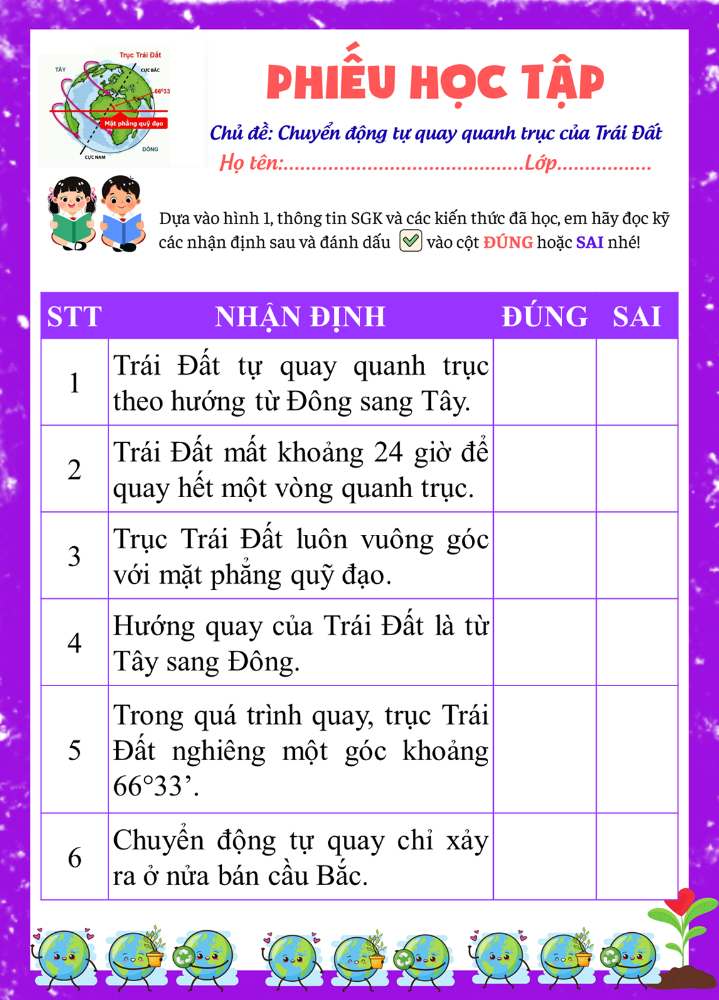 Trục Trái Đất
TÂY
CỰC BẮC
66°33
Mặt phẳng quỹ đạo
ĐÔNG
CỰC NAM
PHIẾU HỌC TẬP
Chủ đề: Chuyển động tự quay quanh trục của Trái Đất
Họ tên:............................................Lớp.................
Dựa vào hình 1, thông tin SGK và các kiến thức đã học, em hãy đọc kỹ
các nhận định sau và đánh dấu vào cột ĐÚNG hoặc SAI nhé!
STT NHẬN ĐỊNH ĐÚNG SAI
1
Trái Đất tự quay quanh trục
theo hướng từ Đông sang Tây.
2
Trái Đất mất khoảng 24 giờ để
quay hết một vòng quanh trục.
3
Trục Trái Đất luôn vuông góc
với mặt phẳng quỹ đạo.
4
Hướng quay của Trái Đất là từ
Tây sang Đông.
5
Trong quá trình quay, trục Trái
Đất nghiêng một góc khoảng
66°33’.
6
Chuyển động tự quay chỉ xảy
ra ở nửa bán cầu Bắc.